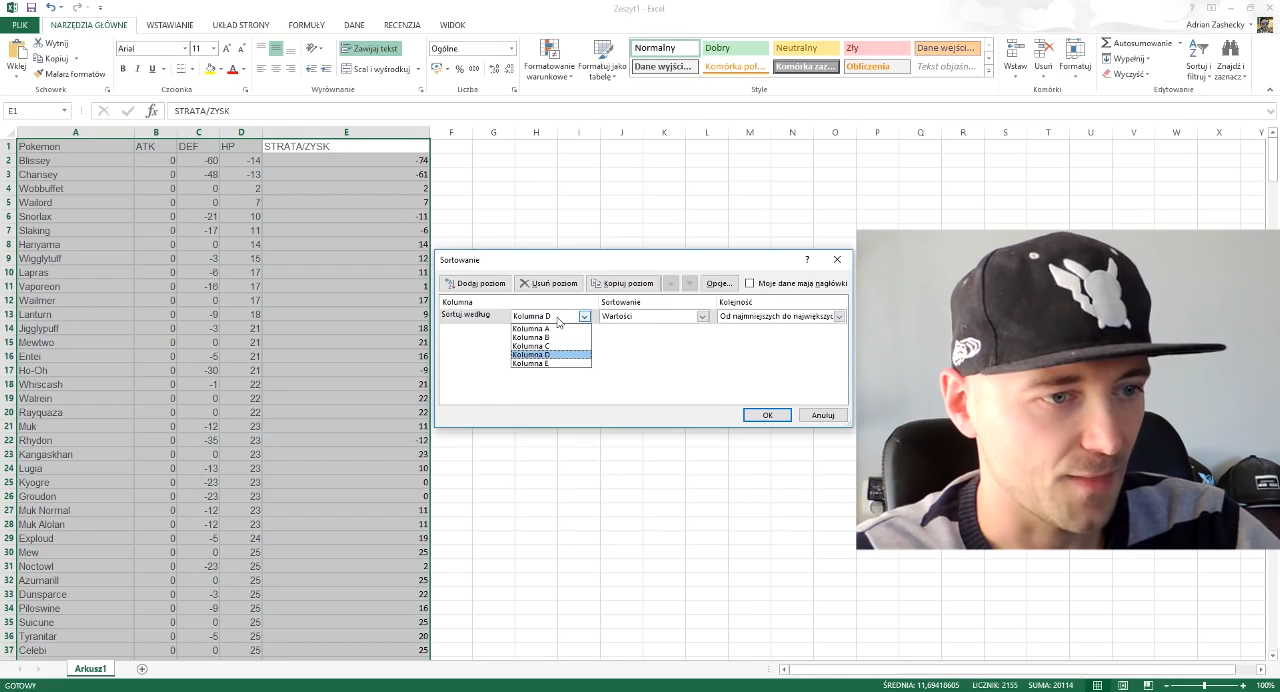 Zeszyt1 - Excel
PLIK NARZĘDZIA GŁÓWNE WSTAWIANIE UKŁAD STRONY FORMUŁY DANE RECENZJA WIDOK
Adrian Zashecky
Wklej Wytnij Kopiuj Malarz formatów
Schowek
Arial 11
B I U
Czcionka
Zawijaj tekst
Scal i wyśrodkuj
Wyrównanie
Ogólne
Liczba
Formatowanie warunkowe
Formatuj jako tabelę
Normalny Dobry Neutralny Zły Dane wejści...
Dane wyjści... Komórka poł... Komórka zaz... Obliczenia Tekst objaśn...
Style
Wstaw Usuń Formatuj
Komórki
Autosumowanie
Wypełnij
Wyczyść
Sortuj i filtruj
Znajdź i zaznacz
Edytowanie
E1 fx STRATA/ZYSK
A B C D E F G H I J K L M N O P Q R S T U V W X Y
1 Pokemon ATK DEF HP STRATA/ZYSK
2 Blissey 0 -60 -14 -74
3 Chansey 0 -48 -13 -61
4 Wobbuffet 0 0 2 2
5 Wailord 0 0 7 7
6 Snorlax 0 -21 10 -11
7 Slaking 0 -17 11 -6
8 Hariyama 0 0 14 14
9 Wigglytuff 0 -3 15 12
10 Lapras 0 -6 17 11
11 Vaporeon 0 -16 17 1
12 Wailmer 0 0 17 17
13 Lanturn 0 -9 18 9
14 Jigglypuff 0 -3 21 18
15 Mewtwo 0 -10 21 11
16 Entei 0 -5 21 16
17 Ho-Oh 0 -30 21 -9
18 Whiscash 0 -1 22 21
19 Walrein 0 0 22 22
20 Rayquaza 0 0 22 22
21 Muk 0 -12 23 11
22 Rhydon 0 -35 23 -12
23 Kangaskhan 0 0 23 23
24 Lugia 0 -13 23 10
25 Kyogre 0 -23 23 0
26 Groudon 0 -23 23 0
27 Muk Normal 0 -12 23 11
28 Muk Alolan 0 -12 23 11
29 Exploud 0 -5 24 19
30 Mew 0 0 25 25
31 Noctowl 0 -23 25 2
32 Azumarill 0 0 25 25
33 Dunsparce 0 -3 25 22
34 Piloswine 0 -9 25 16
35 Suicune 0 0 25 25
36 Tyranitar 0 -5 25 20
37 Celebi 0 0 25 25
Sortowanie ?
Dodaj poziom Usuń poziom Kopiuj poziom Opcje... Moje dane mają nagłówki
Kolumna Sortowanie Kolejność
Sortuj według Kolumna D Wartości Od najmniejszych do największyc
Kolumna A
Kolumna B
Kolumna C
Kolumna D
Kolumna E
OK Anuluj
Arkusz1
GOTOWY ŚREDNIA: 11,69418605 LICZNIK: 2155 SUMA: 20114 100%